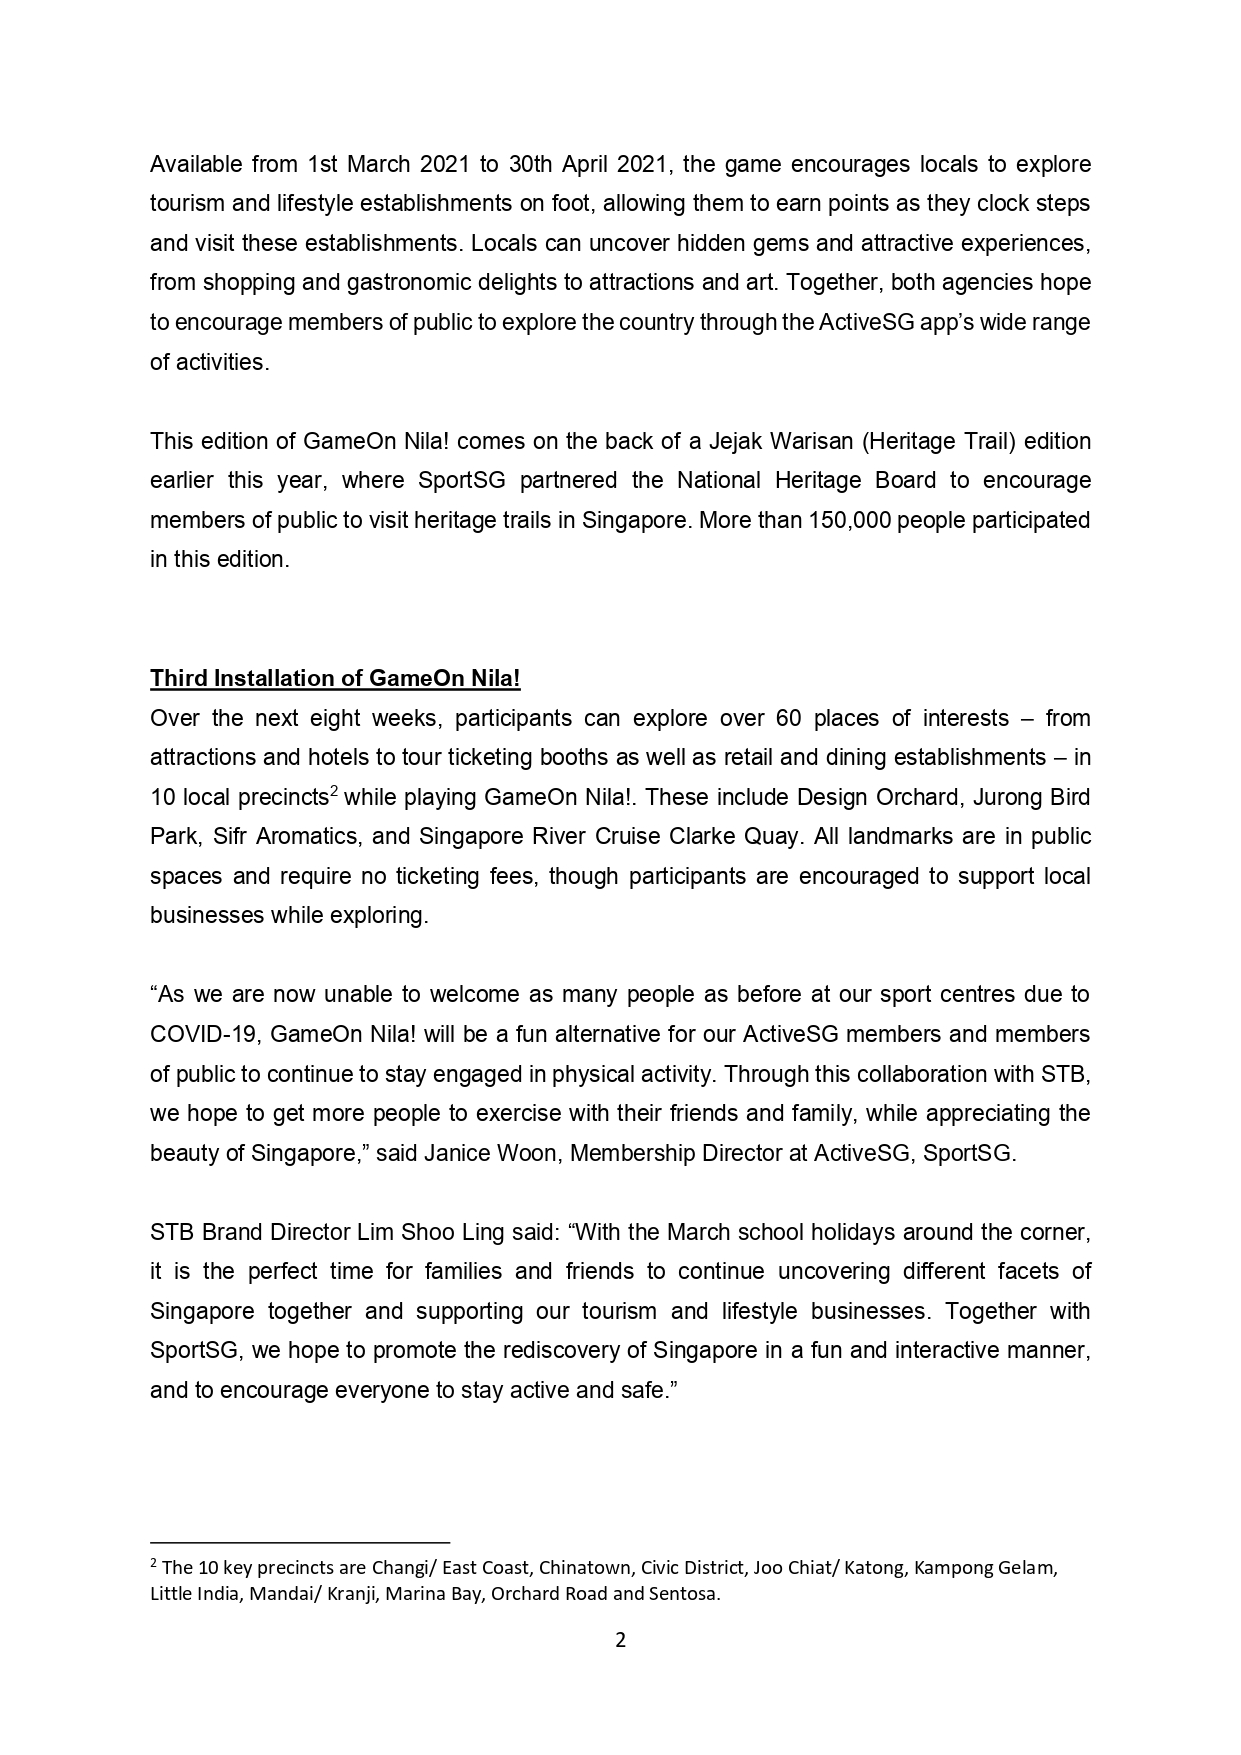 Available from 1st March 2021 to 30th April 2021, the game encourages locals to explore
tourism and lifestyle establishments on foot, allowing them to earn points as they clock steps
and visit these establishments. Locals can uncover hidden gems and attractive experiences,
from shopping and gastronomic delights to attractions and art. Together, both agencies hope
to encourage members of public to explore the country through the ActiveSG app’s wide range
of activities.
This edition of GameOn Nila! comes on the back of a Jejak Warisan (Heritage Trail) edition
earlier this year, where SportSG partnered the National Heritage Board to encourage
members of public to visit heritage trails in Singapore. More than 150,000 people participated
in this edition.
Third Installation of GameOn Nila!
Over the next eight weeks, participants can explore over 60 places of interests – from
attractions and hotels to tour ticketing booths as well as retail and dining establishments – in
10 local precincts² while playing GameOn Nila!. These include Design Orchard, Jurong Bird
Park, Sifr Aromatics, and Singapore River Cruise Clarke Quay. All landmarks are in public
spaces and require no ticketing fees, though participants are encouraged to support local
businesses while exploring.
“As we are now unable to welcome as many people as before at our sport centres due to
COVID-19, GameOn Nila! will be a fun alternative for our ActiveSG members and members
of public to continue to stay engaged in physical activity. Through this collaboration with STB,
we hope to get more people to exercise with their friends and family, while appreciating the
beauty of Singapore,” said Janice Woon, Membership Director at ActiveSG, SportSG.
STB Brand Director Lim Shoo Ling said: “With the March school holidays around the corner,
it is the perfect time for families and friends to continue uncovering different facets of
Singapore together and supporting our tourism and lifestyle businesses. Together with
SportSG, we hope to promote the rediscovery of Singapore in a fun and interactive manner,
and to encourage everyone to stay active and safe.”
² The 10 key precincts are Changi/ East Coast, Chinatown, Civic District, Joo Chiat/ Katong, Kampong Gelam,
Little India, Mandai/ Kranji, Marina Bay, Orchard Road and Sentosa.
2